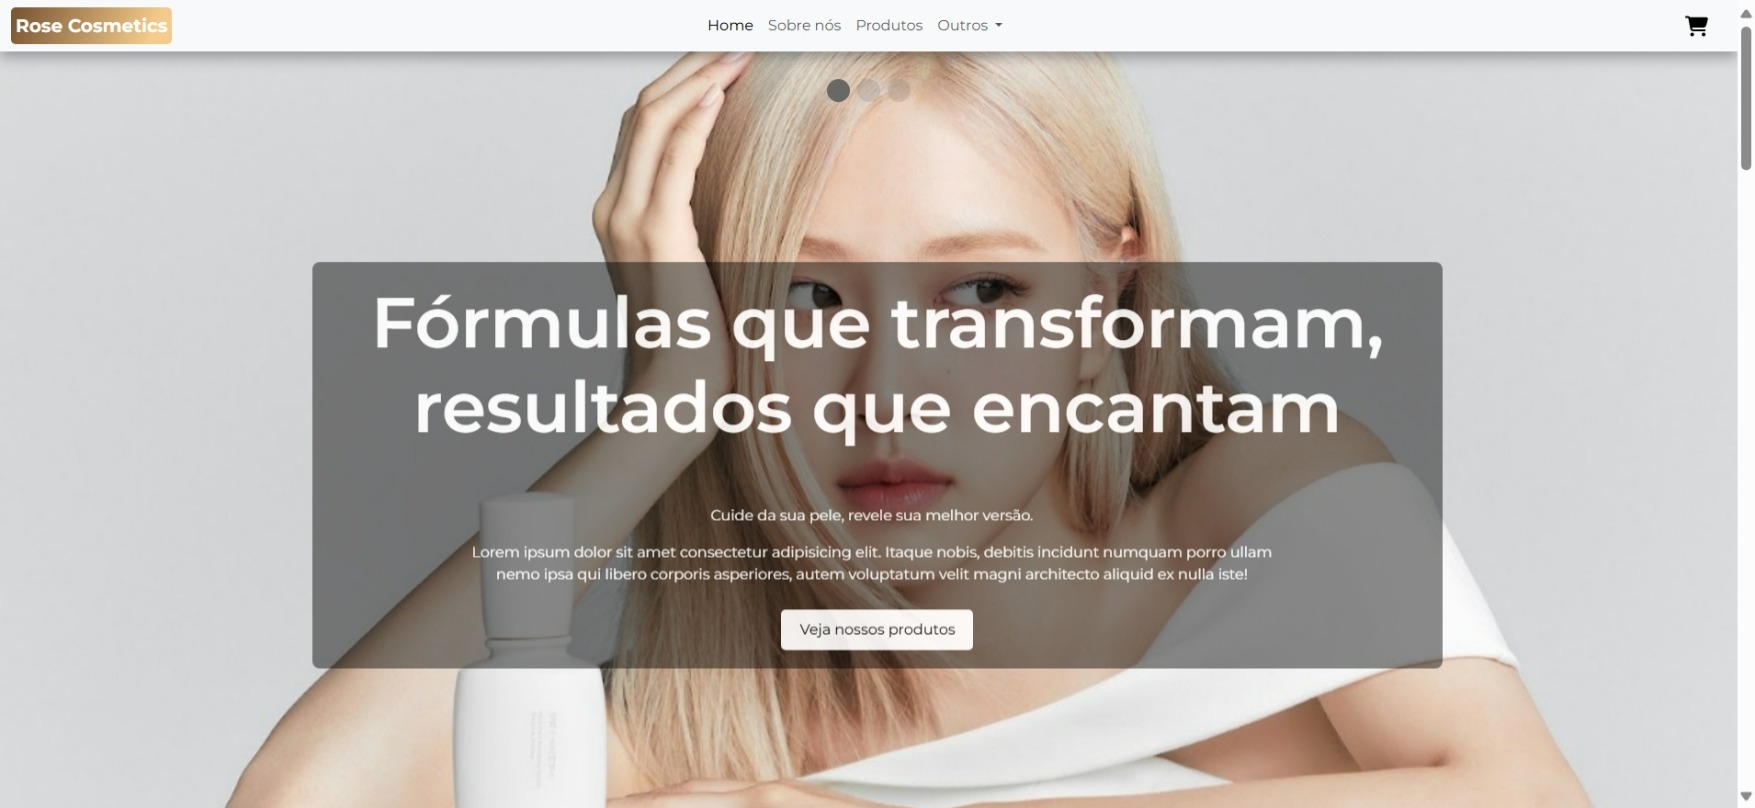 Rose Cosmetics
Home
Sobre nós
Produtos
Outros
Fórmulas que transformam,
resultados que encantam
Cuide da sua pele, revele sua melhor versão.
Lorem ipsum dolor sit amet consectetur adipisicing elit. Itaque nobis, debitis incidunt numquam porro ullam
nemo ipsa qui libero corporis asperiores, autem voluptatum velit magni architecto aliquid ex nulla iste!
Veja nossos produtos